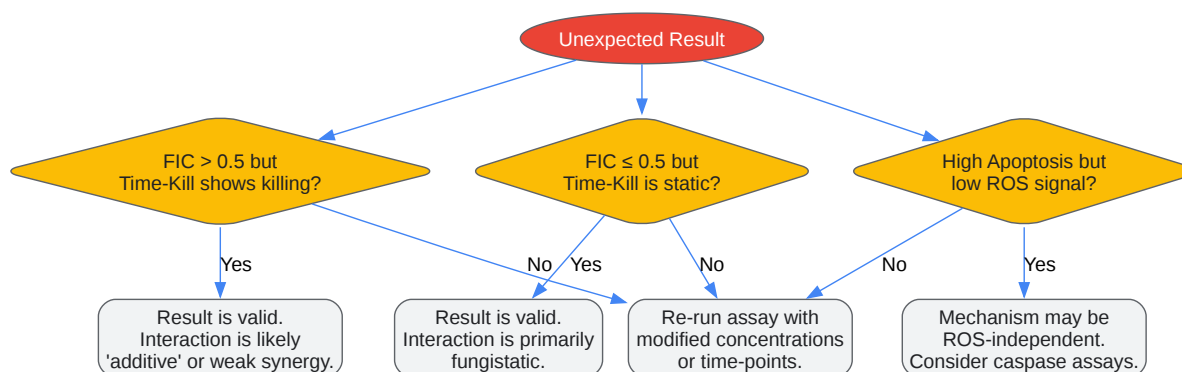 Unexpected Result
FIC > 0.5 but
Time-Kill shows killing?
FIC ≤ 0.5 but
Time-Kill is static?
High Apoptosis but
low ROS signal?
Yes
No
Yes
No
No
Yes
Result is valid.
Interaction is likely
'additive' or weak synergy.
Result is valid.
Interaction is primarily
fungistatic.
Re-run assay with
modified concentrations
or time-points.
Mechanism may be
ROS-independent.
Consider caspase assays.